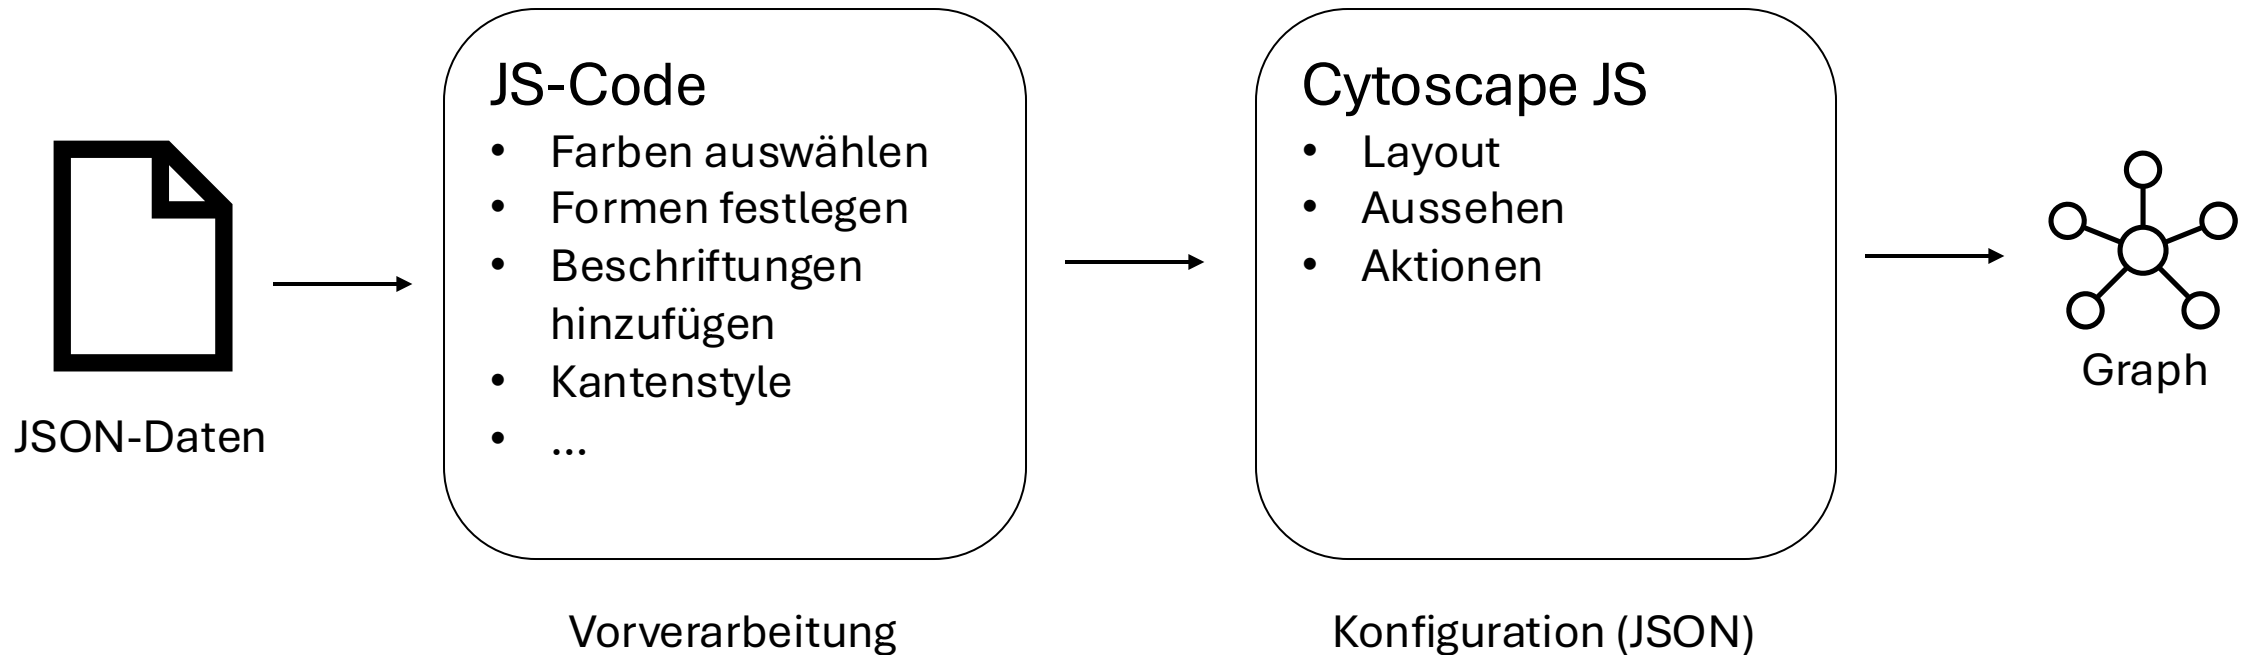 JSON-Daten
JS-Code
• Farben auswählen
• Formen festlegen
• Beschriftungen
hinzufügen
• Kantenstyle
• ...
Vorverarbeitung
Cytoscape JS
• Layout
• Aussehen
• Aktionen
Konfiguration (JSON)
Graph